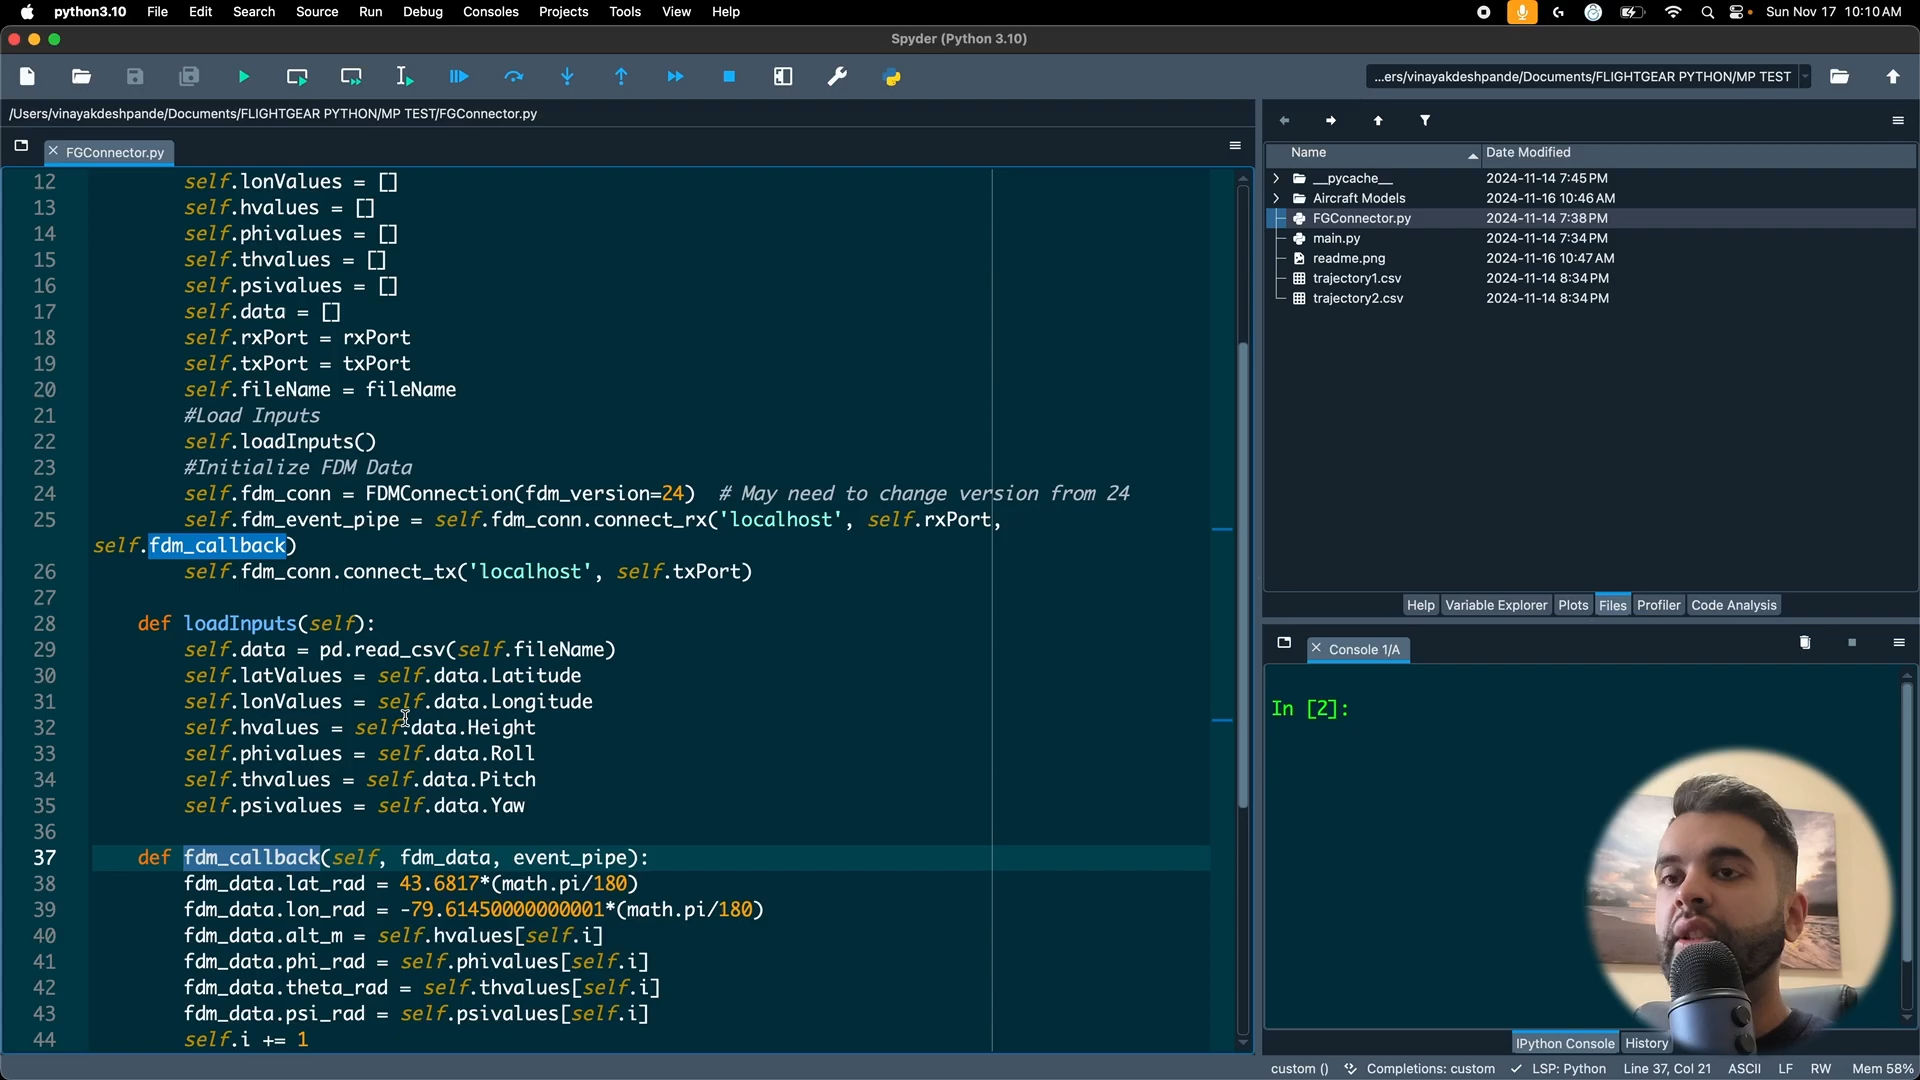 python3.10 File Edit Search Source Run Debug Consoles Projects Tools View Help Sun Nov 17 10:10 AM
Spyder (Python 3.10)
...ers/vinayakdeshpande/Documents/FLIGHTGEAR PYTHON/MP TEST
/Users/vinayakdeshpande/Documents/FLIGHTGEAR PYTHON/MP TEST/FGConnector.py
FGConnector.py
12 self.lonValues = []
13 self.hvalues = []
14 self.phivalues = []
15 self.thvalues = []
16 self.psivalues = []
17 self.data = []
18 self.rxPort = rxPort
19 self.txPort = txPort
20 self.fileName = fileName
21 #Load Inputs
22 self.loadInputs()
23 #Initialize FDM Data
24 self.fdm_conn = FDMConnection(fdm_version=24) # May need to change version from 24
25 self.fdm_event_pipe = self.fdm_conn.connect_rx('localhost', self.rxPort,
self.fdm_callback)
26 self.fdm_conn.connect_tx('localhost', self.txPort)
27
28 def loadInputs(self):
29 self.data = pd.read_csv(self.fileName)
30 self.latValues = self.data.Latitude
31 self.lonValues = self.data.Longitude
32 self.hvalues = self.data.Height
33 self.phivalues = self.data.Roll
34 self.thvalues = self.data.Pitch
35 self.psivalues = self.data.Yaw
36
37 def fdm_callback(self, fdm_data, event_pipe):
38 fdm_data.lat_rad = 43.6817*(math.pi/180)
39 fdm_data.lon_rad = -79.61450000000001*(math.pi/180)
40 fdm_data.alt_m = self.hvalues[self.i]
41 fdm_data.phi_rad = self.phivalues[self.i]
42 fdm_data.theta_rad = self.thvalues[self.i]
43 fdm_data.psi_rad = self.psivalues[self.i]
44 self.i += 1
Name Date Modified
__pycache__ 2024-11-14 7:45 PM
Aircraft Models 2024-11-16 10:46 AM
FGConnector.py 2024-11-14 7:38 PM
main.py 2024-11-14 7:34 PM
readme.png 2024-11-16 10:47 AM
trajectory1.csv 2024-11-14 8:34 PM
trajectory2.csv 2024-11-14 8:34 PM
Help Variable Explorer Plots Files Profiler Code Analysis
Console 1/A
In [2]:
IPython Console History
custom () Completions: custom LSP: Python Line 37, Col 21 ASCII LF RW Mem 58%